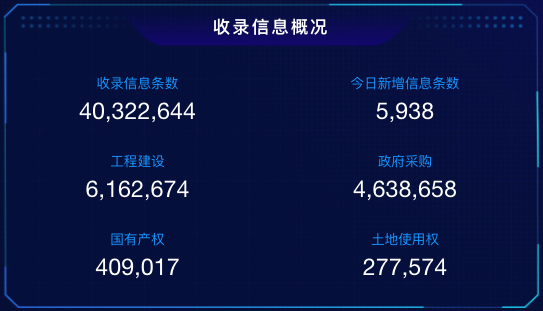 收录信息概况
收录信息条数 今日新增信息条数
40,322,644 5,938
工程建设 政府采购
6,162,674 4,638,658
国有产权 土地使用权
409,017 277,574